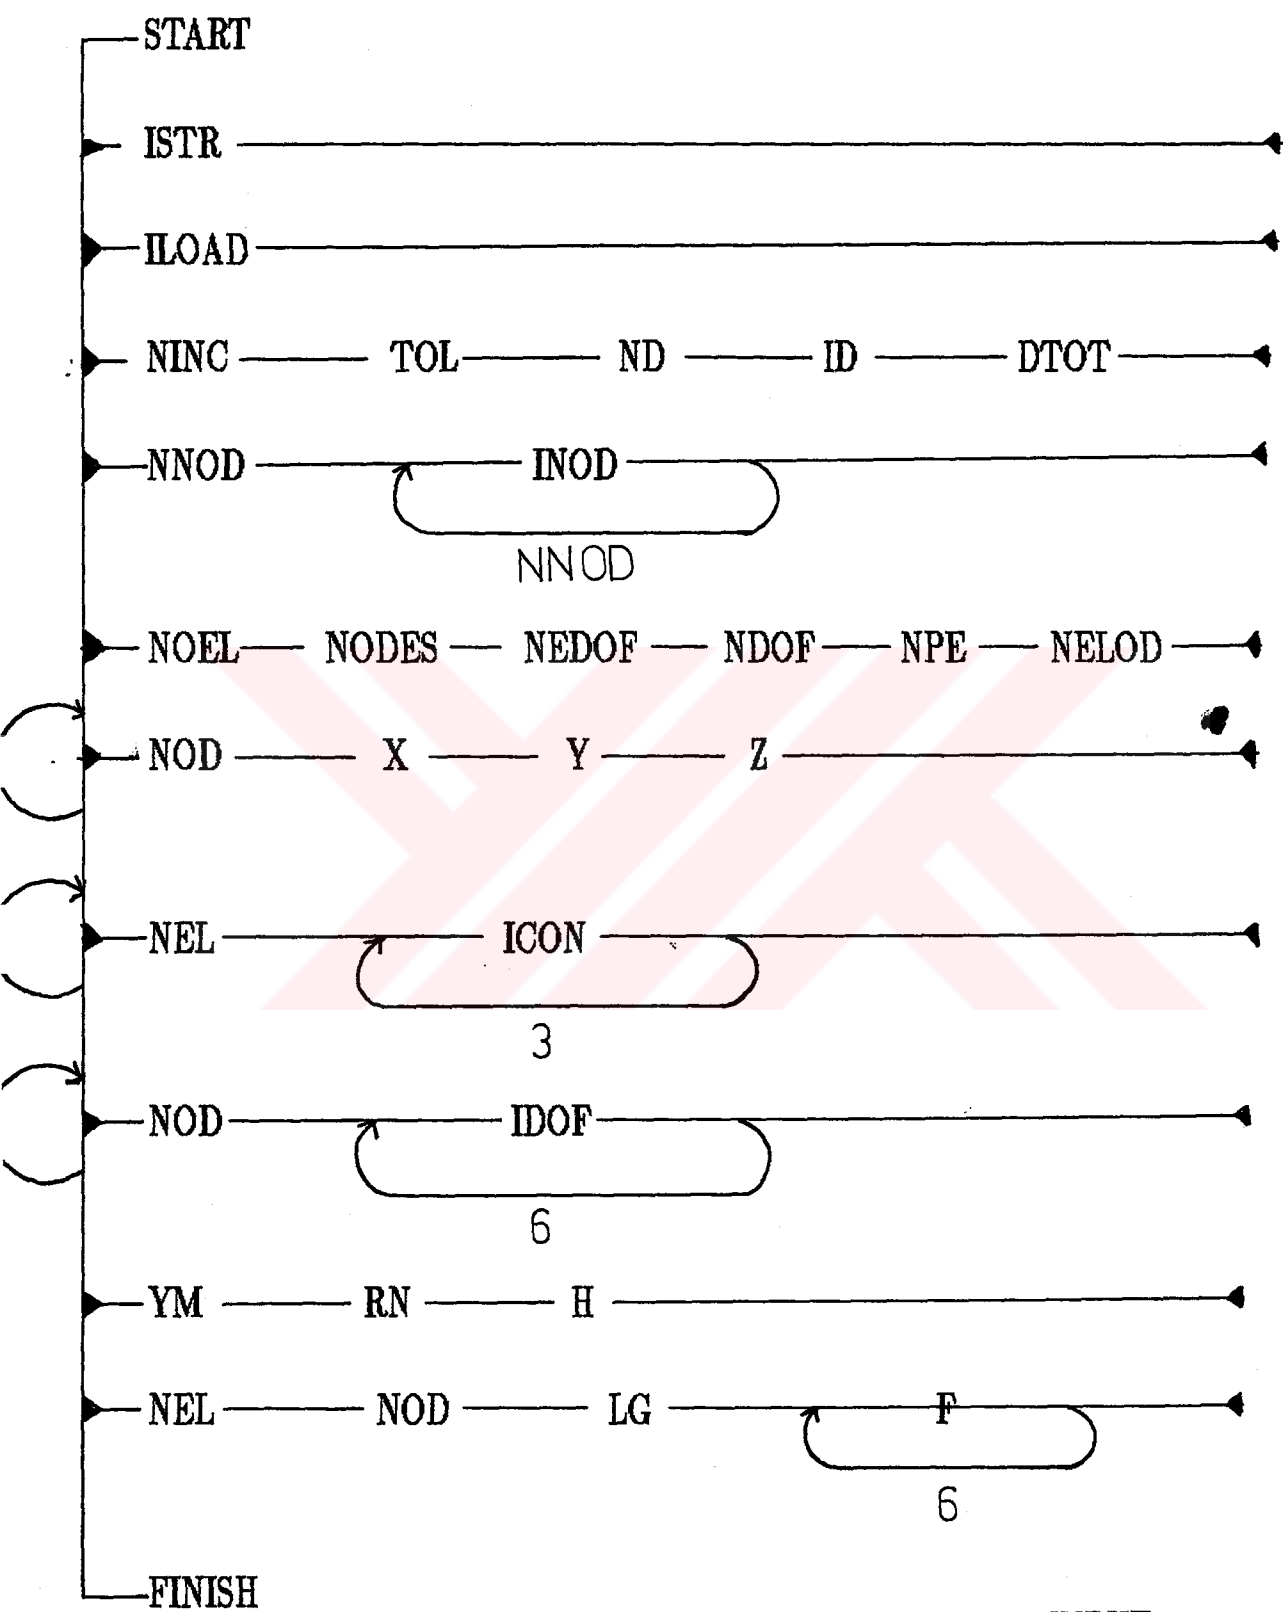 START
ISTR
ILOAD
NINC TOL ND ID DTOT
NNOD INOD
NNOD
NOEL NODES NEDOF NDOF NPE NELOD
NOD X Y Z
NEL ICON
3
NOD IDOF
6
YM RN H
NEL NOD LG F
6
FINISH